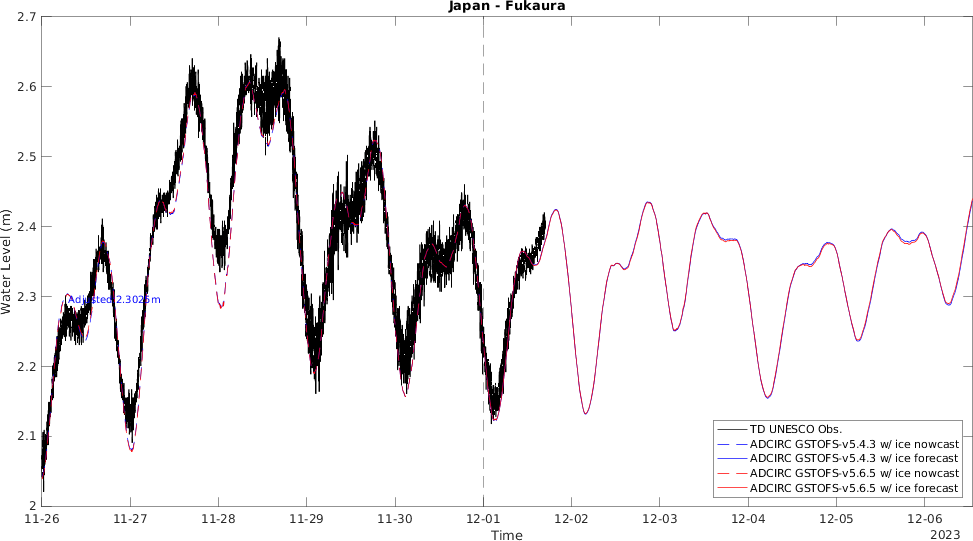 Japan - Fukaura
2.7
2.6
2.5
2.4
2.3
2.2
2.1
2
Water Level (m)
Adjusted 2.3025m
TD UNESCO Obs.
ADCIRC GSTOFS-v5.4.3 w/ ice nowcast
ADCIRC GSTOFS-v5.4.3 w/ ice forecast
ADCIRC GSTOFS-v5.6.5 w/ ice nowcast
ADCIRC GSTOFS-v5.6.5 w/ ice forecast
11-26 11-27 11-28 11-29 11-30 12-01 12-02 12-03 12-04 12-05 12-06
2023
Time